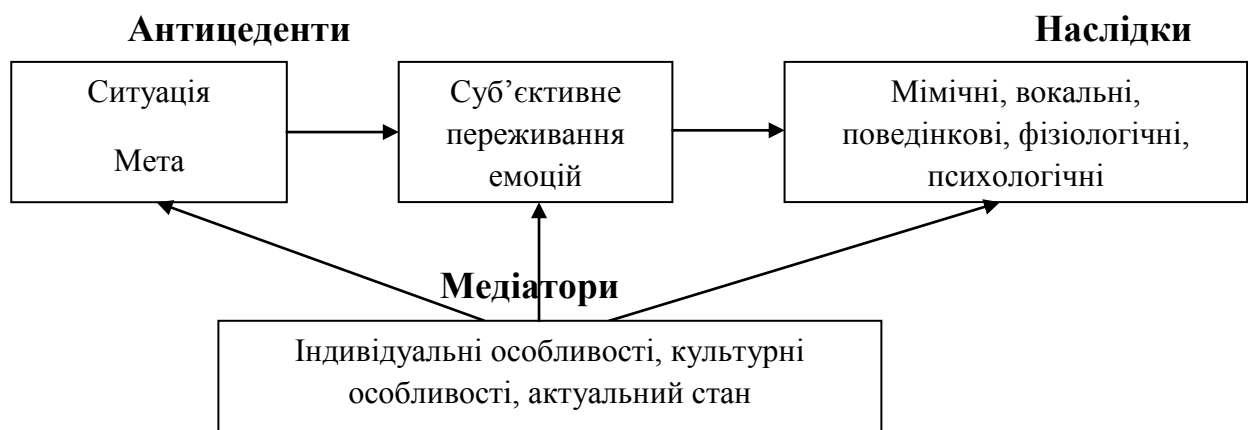 Антицеденти
Наслідки
Ситуація
Мета
Суб’єктивне
переживання
емоцій
Мімічні, вокальні,
поведінкові, фізіологічні,
психологічні
Медіатори
Індивідуальні особливості, культурні
особливості, актуальний стан